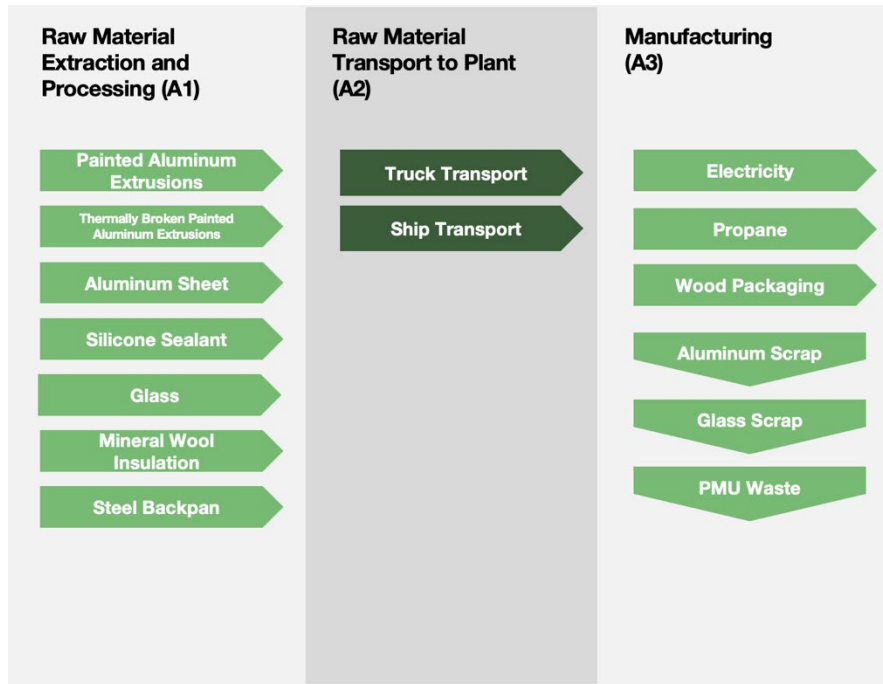 Raw Material
Extraction and
Processing (A1)
Painted Aluminum
Extrusions
Thermally Broken Painted
Aluminum Extrusions
Aluminum Sheet
Silicone Sealant
Glass
Mineral Wool
Insulation
Steel Backpan
Raw Material
Transport to Plant
(A2)
Truck Transport
Ship Transport
Manufacturing
(A3)
Electricity
Propane
Wood Packaging
Aluminum Scrap
Glass Scrap
PMU Waste